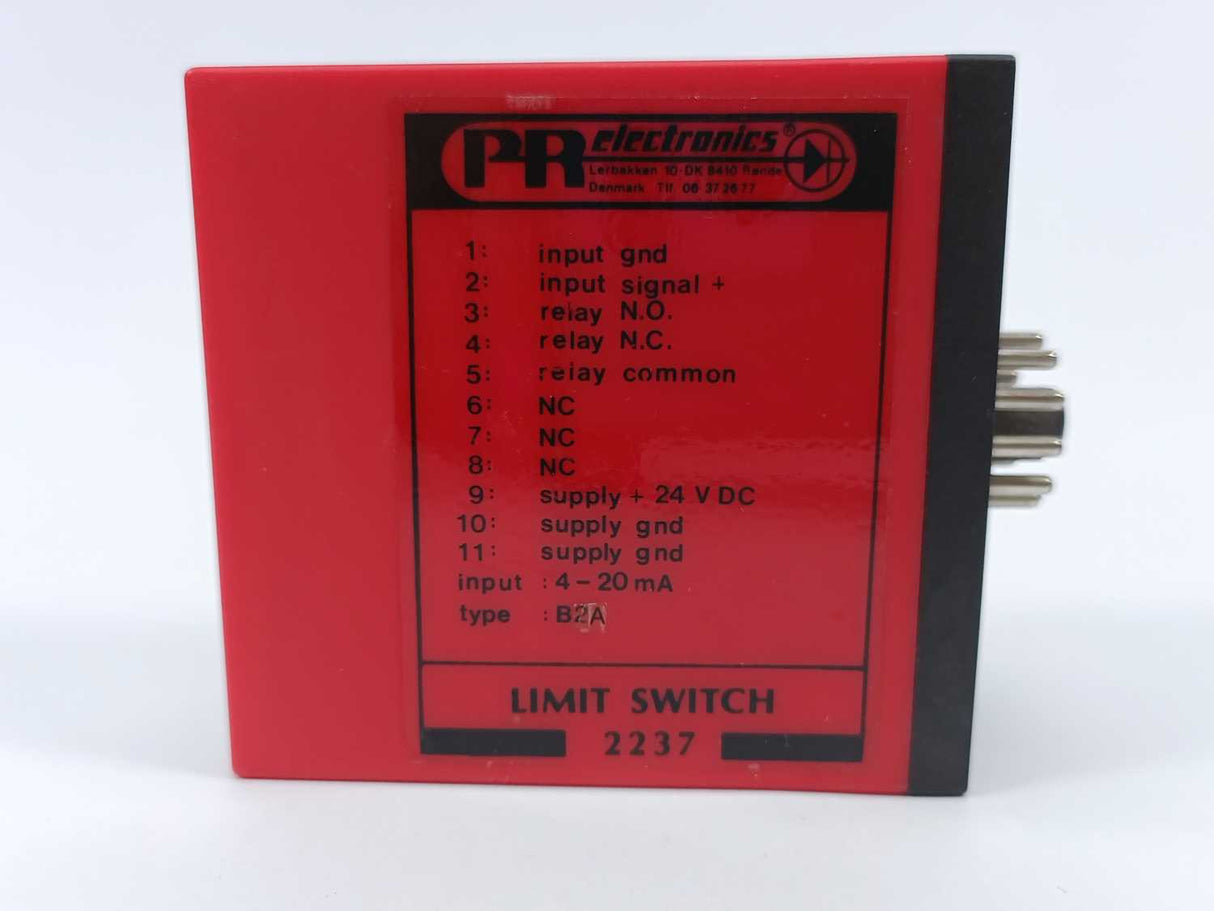 PR electronics®
Lerbakken 10-DK 8410 Rønde
Denmark Tlf. 06 37 26 77
1: input gnd
2: input signal +
3: relay N.O.
4: relay N.C.
5: relay common
6: NC
7: NC
8: NC
9: supply + 24 V DC
10: supply gnd
11: supply gnd
input : 4 – 20 mA
type : B2A
LIMIT SWITCH
2237